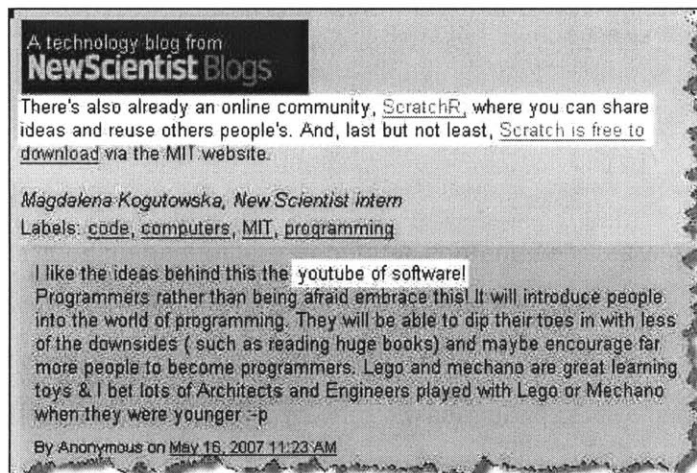 A technology blog from
NewScientist Blogs
There's also already an online community, ScratchR, where you can share
ideas and reuse others people's. And, last but not least, Scratch is free to
download via the MIT website.
Magdalena Kogutowska, New Scientist intern
Labels: code, computers, MIT, programming
I like the ideas behind this the youtube of software!
Programmers rather than being afraid embrace this! It will introduce people
into the world of programming. They will be able to dip their toes in with less
of the downsides ( such as reading huge books) and maybe encourage far
more people to become programmers. Lego and mechano are great learning
toys & I bet lots of Architects and Engineers played with Lego or Mechano
when they were younger :-p
By Anonymous on May 16, 2007 11:23 AM